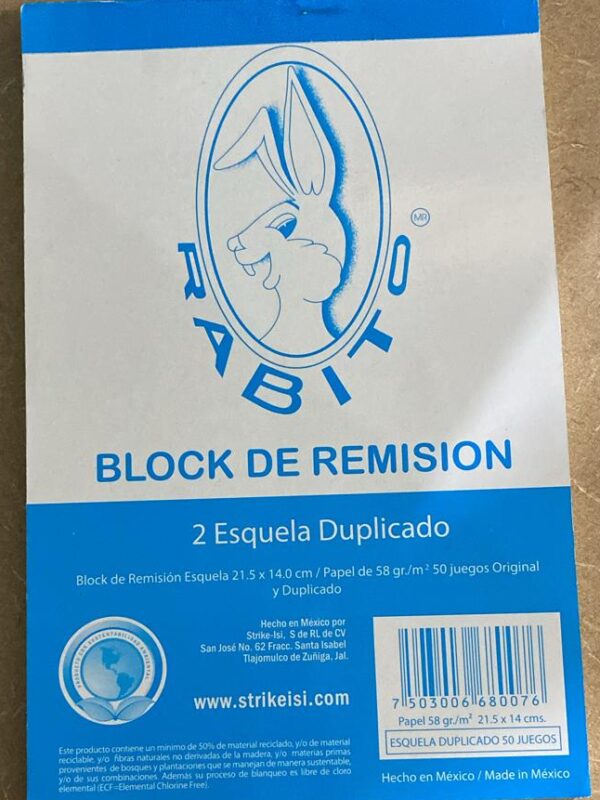 MR
RABITO
BLOCK DE REMISION
2 Esquela Duplicado
Block de Remisión Esquela 21.5 x 14.0 cm / Papel de 58 gr./m² 50 juegos Original
y Duplicado
PRODUCTO CON SUSTENTABILIDAD AMBIENTAL
Hecho en México por
Strike-Isi, S de RL de CV
San José No. 62 Fracc. Santa Isabel
Tlajomulco de Zuñiga, Jal.
www.strikeisi.com
7 503006 680076
Papel 58 gr./m² 21.5 x 14 cms.
ESQUELA DUPLICADO 50 JUEGOS
Hecho en México / Made in México
Este producto contiene un mínimo de 50% de material reciclado, y/o de material
reciclable, y/o fibras naturales no derivadas de la madera, y/o materias primas
provenientes de bosques y plantaciones que se manejan de manera sustentable,
y/o de sus combinaciones. Además su proceso de blanqueo es libre de cloro
elemental (ECF=Elemental Chlorine Free).